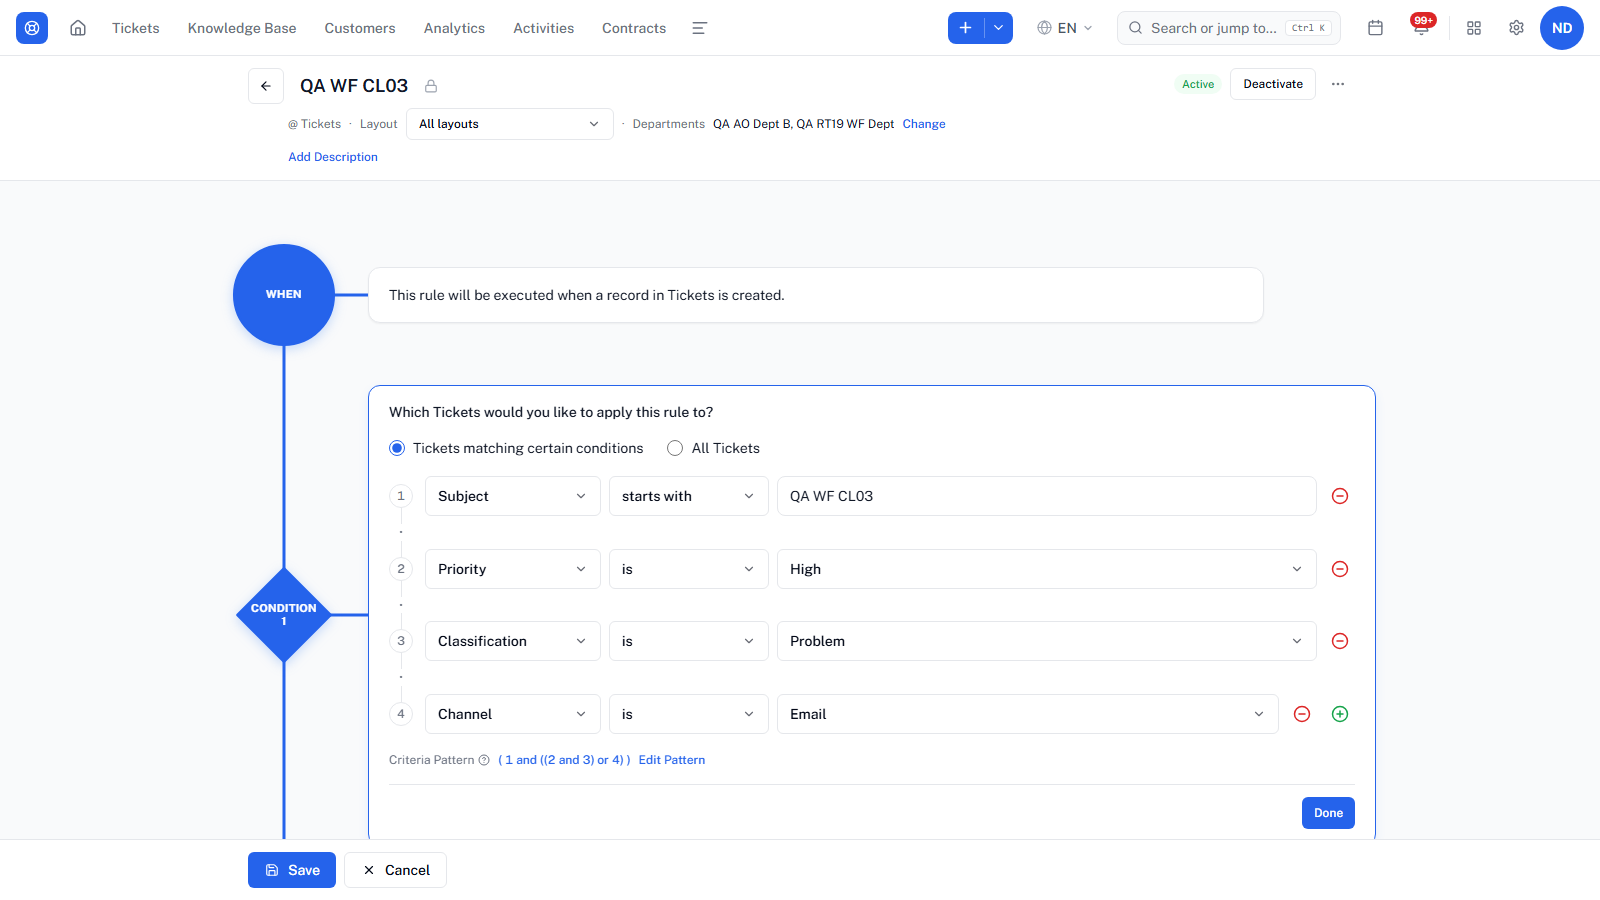 Tickets Knowledge Base Customers Analytics Activities Contracts EN Search or jump to... Ctrl K 99+ ND
QA WF CL03 Active Deactivate
@ Tickets · Layout All layouts · Departments QA AO Dept B, QA RT19 WF Dept Change
Add Description
WHEN
This rule will be executed when a record in Tickets is created.
Which Tickets would you like to apply this rule to?
Tickets matching certain conditions All Tickets
1 Subject starts with QA WF CL03
2 Priority is High
CONDITION
1
3 Classification is Problem
4 Channel is Email
Criteria Pattern ( 1 and ((2 and 3) or 4) ) Edit Pattern
Done
Save Cancel